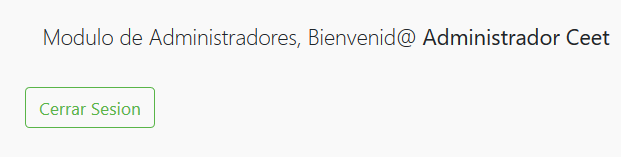 Modulo de Administradores, Bienvenid@ Administrador Ceet
Cerrar Sesion